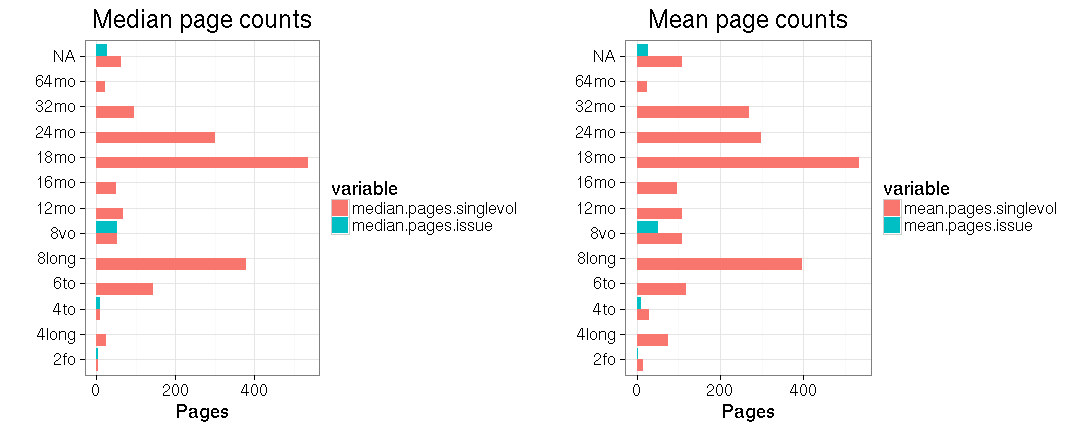 Median page counts
NA
64mo
32mo
24mo
18mo
16mo
12mo
8vo
8long
6to
4to
4long
2fo
0 200 400
Pages
variable
median.pages.singlevol
median.pages.issue
Mean page counts
NA
64mo
32mo
24mo
18mo
16mo
12mo
8vo
8long
6to
4to
4long
2fo
0 200 400
Pages
variable
mean.pages.singlevol
mean.pages.issue